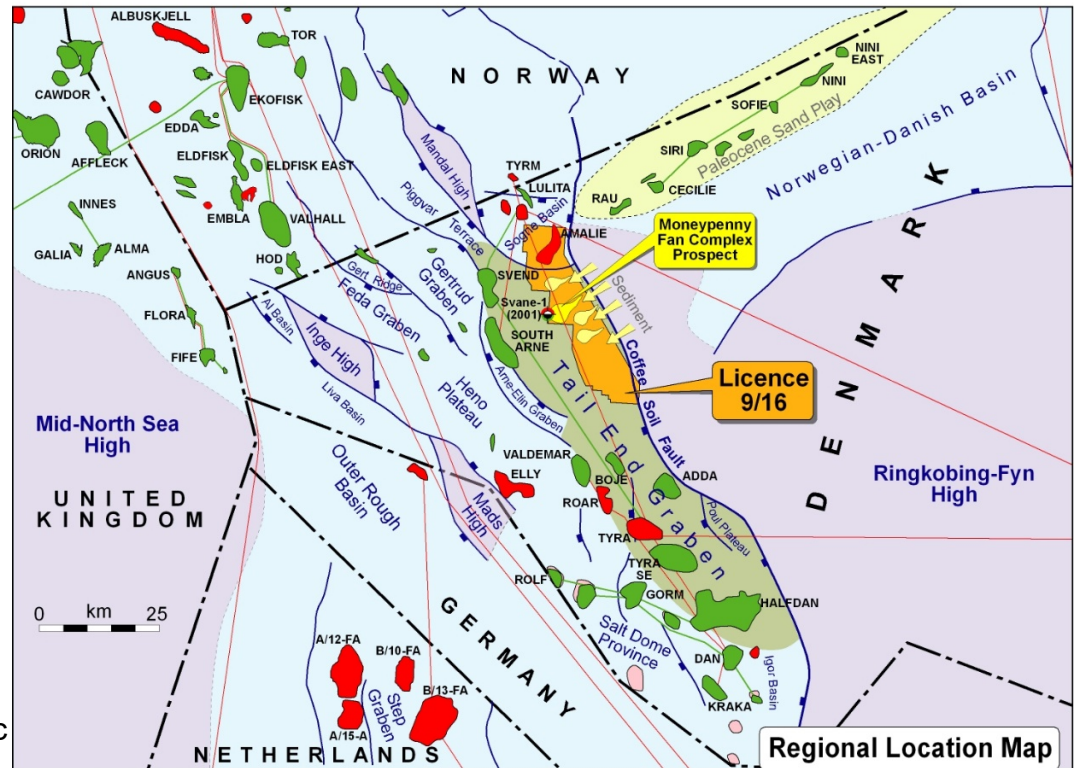 ALBUSKJELL
TOR
NORWAY
NINI
EAST
NINI
CAWDOR
EKOFISK
SOFIE
Paleocene Sand Play
Norwegian-Danish Basin
EDDA
ORION
AFFLECK
ELDFISK
ELDFISK EAST
Mandal High
SIRI
TYRM
LULITA
CECILIE
RAU
INNES
EMBLA
VALHALL
Piggvar
Terrace
Sogne Basin
AMALIE
Moneypenny
Fan Complex
Prospect
GALIA
ALMA
HOD
ANGUS
Gert Ridge
Gertrud
Graben
SVEND
Sediment
Feda Graben
Svane-1
(2001)
FLORA
Al Basin
Inge High
SOUTH
ARNE
FIFE
Coffee Soil Fault
Licence
9/16
DENMARK
Arne-Elin Graben
Heno
Plateau
Liva Basin
Tail End Graben
Mid-North Sea
High
Outer Rough
Basin
VALDEMAR
ELLY
BOJE
ADDA
Ringkobing-Fyn
High
UNITED
KINGDOM
Mads
High
ROAR
Poul Plateau
TYRA
TYRA
SE
ROLF
GORM
HALFDAN
0 km 25
GERMANY
Salt Dome
Province
DAN
Igor Basin
A/12-FA
B/10-FA
B/13-FA
KRAKA
Step
Graben
A/15-A
c
NETHERLANDS
Regional Location Map